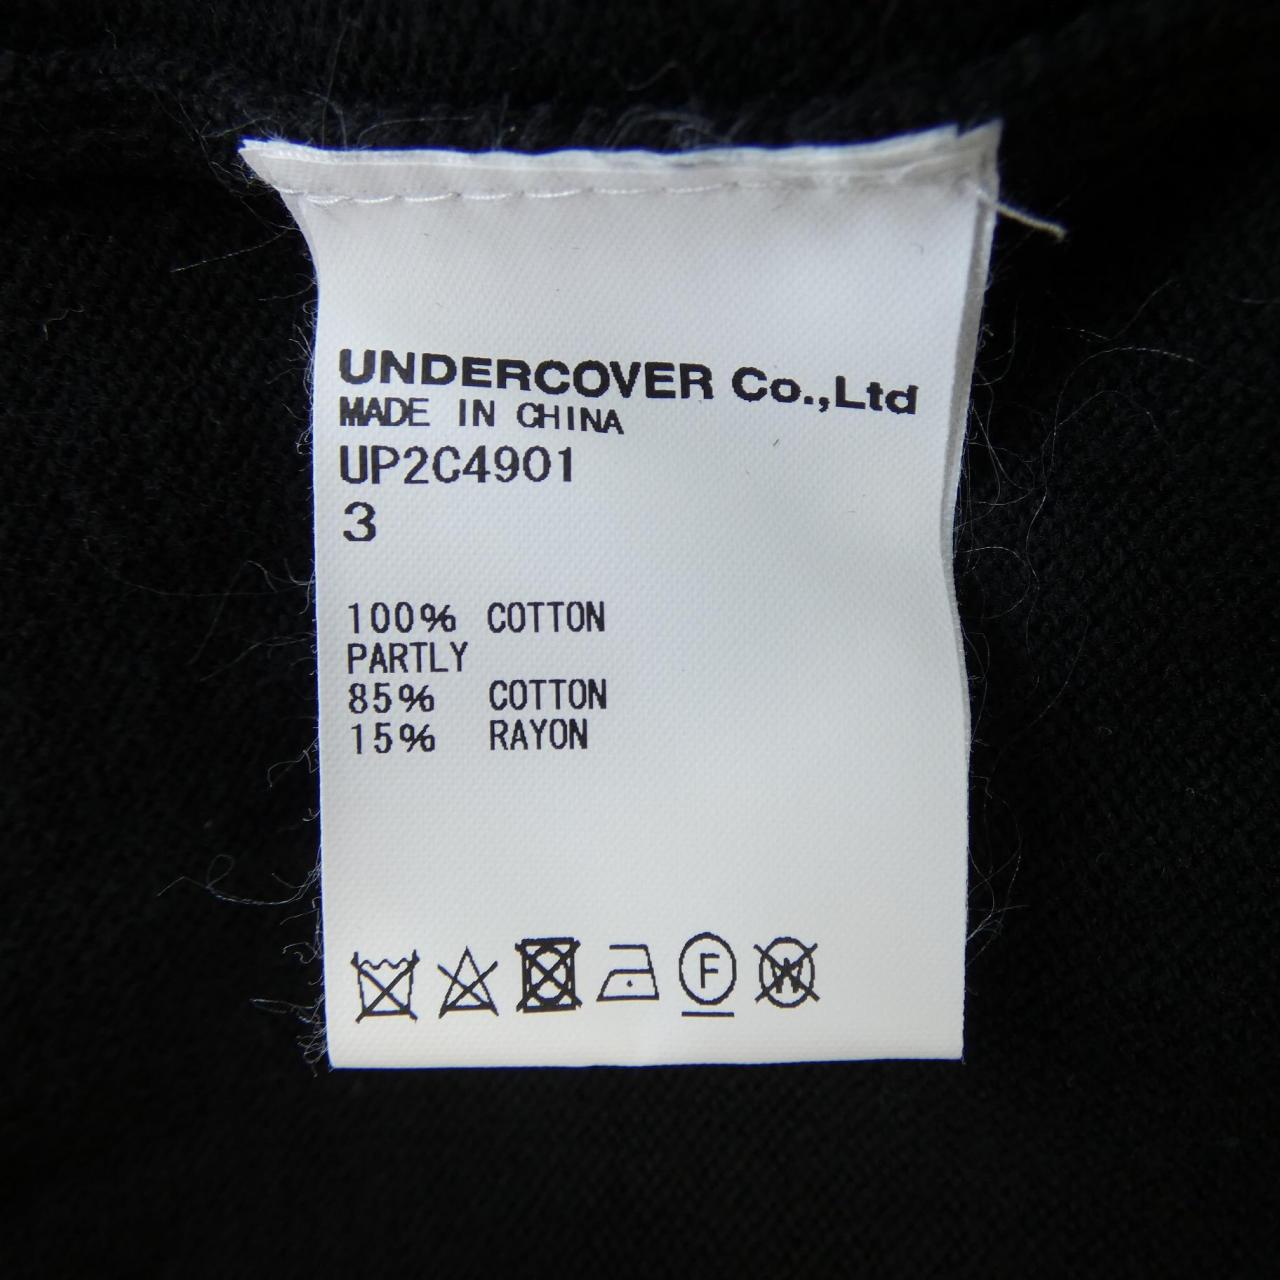 UNDERCOVER Co.,Ltd
MADE IN CHINA
UP2C4901
3
100% COTTON
PARTLY
85% COTTON
15% RAYON
F W